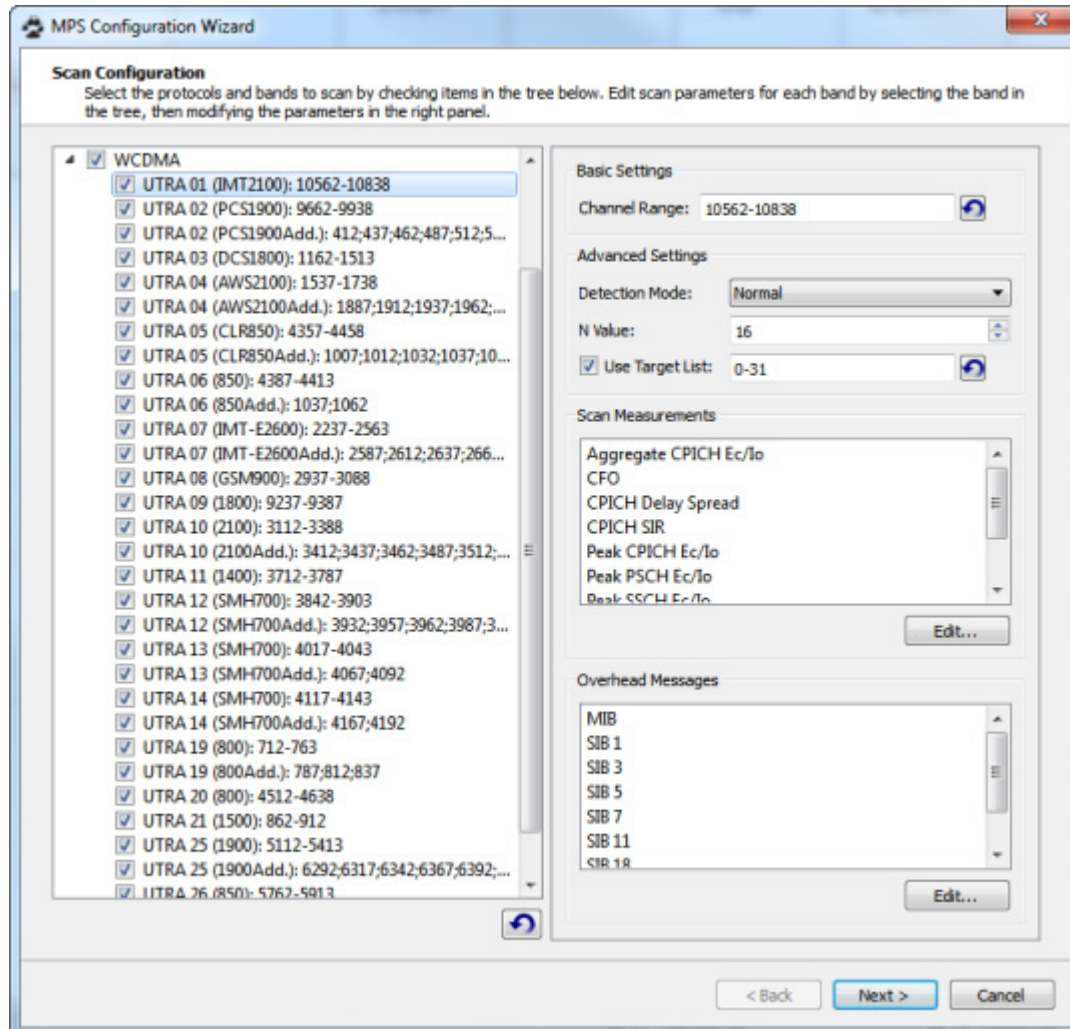 MPS Configuration Wizard
Scan Configuration
Select the protocols and bands to scan by checking items in the tree below. Edit scan parameters for each band by selecting the band in
the tree, then modifying the parameters in the right panel.
WCDMA
UTRA 01 (IMT2100): 10562-10838
UTRA 02 (PCS1900): 9662-9938
UTRA 02 (PCS1900Add.): 412;437;462;487;512;5...
UTRA 03 (DCS1800): 1162-1513
UTRA 04 (AWS2100): 1537-1738
UTRA 04 (AWS2100Add.): 1887;1912;1937;1962;...
UTRA 05 (CLR850): 4357-4458
UTRA 05 (CLR850Add.): 1007;1012;1032;1037;10...
UTRA 06 (850): 4387-4413
UTRA 06 (850Add.): 1037;1062
UTRA 07 (IMT-E2600): 2237-2563
UTRA 07 (IMT-E2600Add.): 2587;2612;2637;266...
UTRA 08 (GSM900): 2937-3088
UTRA 09 (1800): 9237-9387
UTRA 10 (2100): 3112-3388
UTRA 10 (2100Add.): 3412;3437;3462;3487;3512;...
UTRA 11 (1400): 3712-3787
UTRA 12 (SMH700): 3842-3903
UTRA 12 (SMH700Add.): 3932;3957;3962;3987;3...
UTRA 13 (SMH700): 4017-4043
UTRA 13 (SMH700Add.): 4067;4092
UTRA 14 (SMH700): 4117-4143
UTRA 14 (SMH700Add.): 4167;4192
UTRA 19 (800): 712-763
UTRA 19 (800Add.): 787;812;837
UTRA 20 (800): 4512-4638
UTRA 21 (1500): 862-912
UTRA 25 (1900): 5112-5413
UTRA 25 (1900Add.): 6292;6317;6342;6367;6392;...
UTRA 26 (850): 5762-5913
Basic Settings
Channel Range: 10562-10838
Advanced Settings
Detection Mode: Normal
N Value: 16
Use Target List: 0-31
Scan Measurements
Aggregate CPICH Ec/Io
CFO
CPICH Delay Spread
CPICH SIR
Peak CPICH Ec/Io
Peak PSCH Ec/Io
Peak SSCH Ec/Io
Edit...
Overhead Messages
MIB
SIB 1
SIB 3
SIB 5
SIB 7
SIB 11
SIB 18
Edit...
< Back
Next >
Cancel